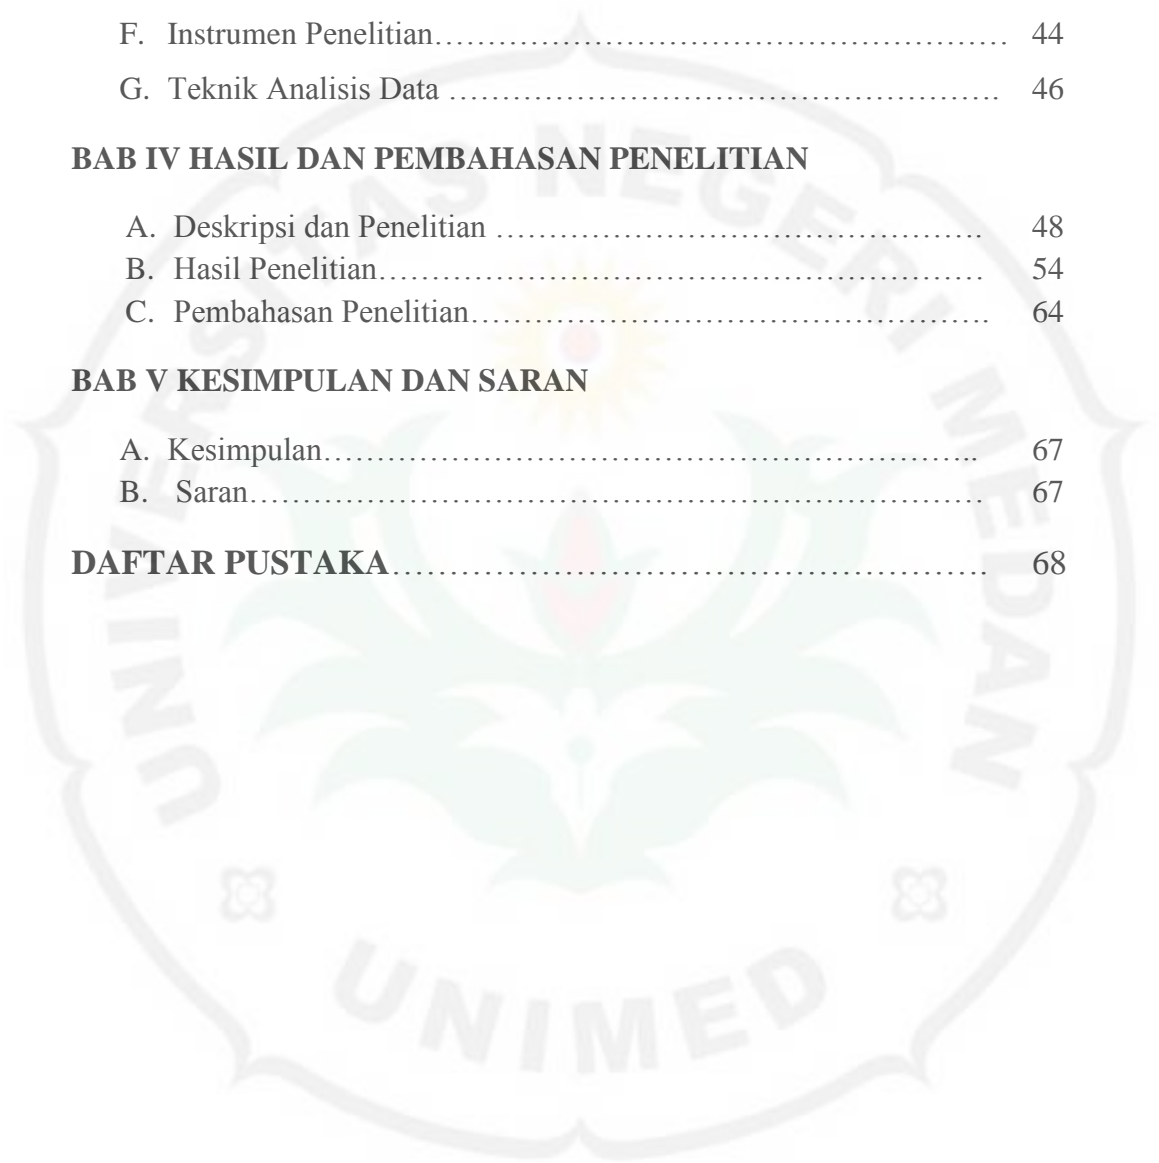 F. Instrumen Penelitian………………………………………………… 44
G. Teknik Analisis Data ………………………………………………. 46
BAB IV HASIL DAN PEMBAHASAN PENELITIAN
A. Deskripsi dan Penelitian …………………………………………. 48
B. Hasil Penelitian…………………………………………………… 54
C. Pembahasan Penelitian……………………………………………. 64
BAB V KESIMPULAN DAN SARAN
A. Kesimpulan……………………………………………………….. 67
B. Saran………………………………………………………………. 67
DAFTAR PUSTAKA……………………………………………. 68
UNIVERSITAS NEGERI MEDAN
UNIMED